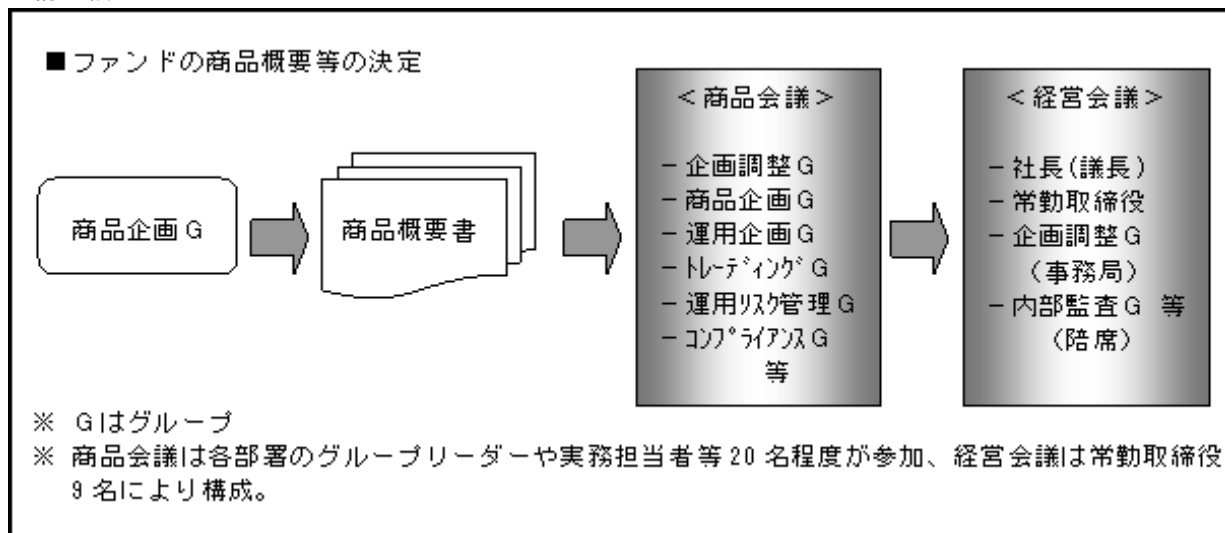 ■ファンドの商品概要等の決定
商品企画G
商品概要書
＜商品会議＞
－企画調整G
－商品企画G
－運用企画G
－ﾄﾚｰﾃﾞｨﾝｸﾞG
－運用ﾘｽｸ管理G
－ｺﾝﾌﾟﾗｲｱﾝｽG
等
＜経営会議＞
－社長(議長)
－常勤取締役
－企画調整G
（事務局）
－内部監査G 等
（陪席）
※ Gはグループ
※ 商品会議は各部署のグループリーダーや実務担当者等20名程度が参加、経営会議は常勤取締役
9名により構成。